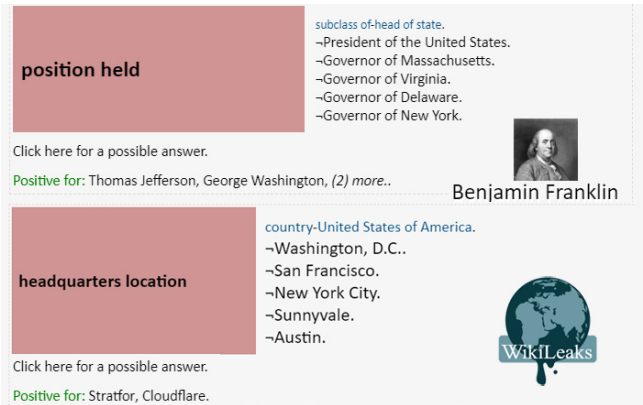 position held
subclass of-head of state.
¬President of the United States.
¬Governor of Massachusetts.
¬Governor of Virginia.
¬Governor of Delaware.
¬Governor of New York.
Click here for a possible answer.
Positive for: Thomas Jefferson, George Washington, (2) more..
Benjamin Franklin
headquarters location
country-United States of America.
¬Washington, D.C..
¬San Francisco.
¬New York City.
¬Sunnyvale.
¬Austin.
WikiLeaks
Click here for a possible answer.
Positive for: Stratfor, Cloudflare.